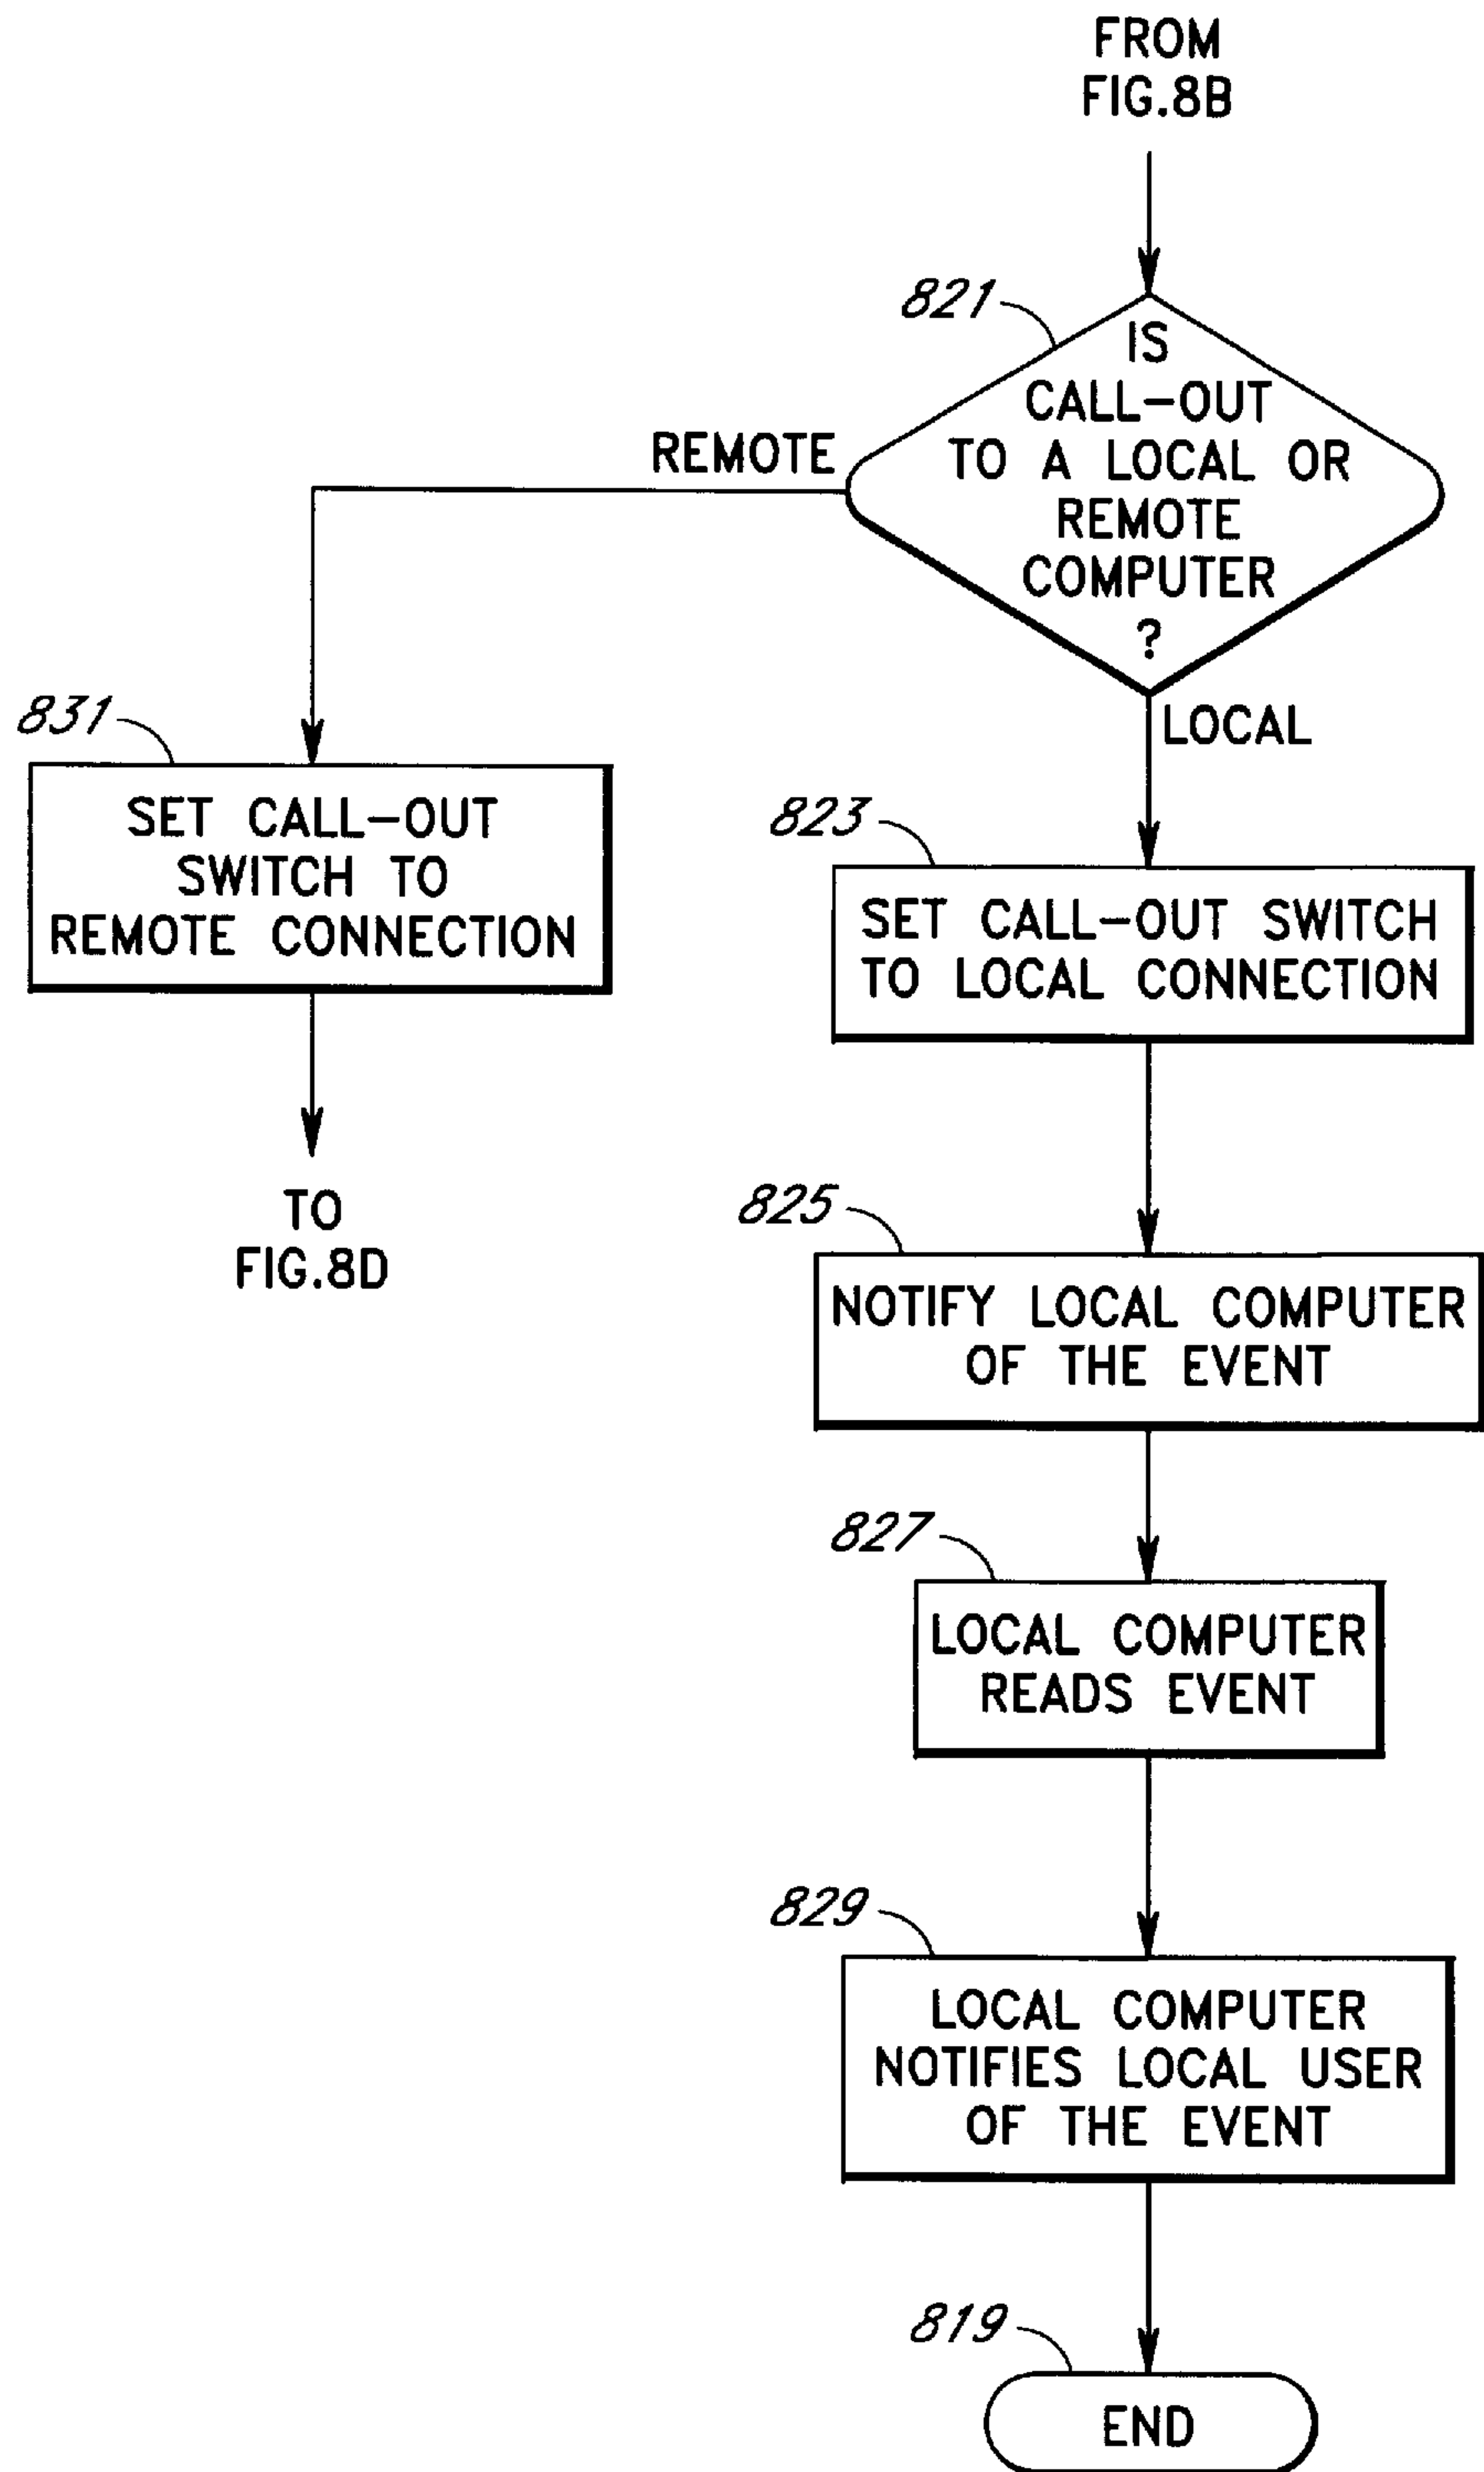 FROM
FIG.8B
821
IS
CALL-OUT
TO A LOCAL OR
REMOTE
COMPUTER
?
REMOTE
LOCAL
831
SET CALL-OUT
SWITCH TO
REMOTE CONNECTION
TO
FIG.8D
823
SET CALL-OUT SWITCH
TO LOCAL CONNECTION
825
NOTIFY LOCAL COMPUTER
OF THE EVENT
827
LOCAL COMPUTER
READS EVENT
829
LOCAL COMPUTER
NOTIFIES LOCAL USER
OF THE EVENT
819
END